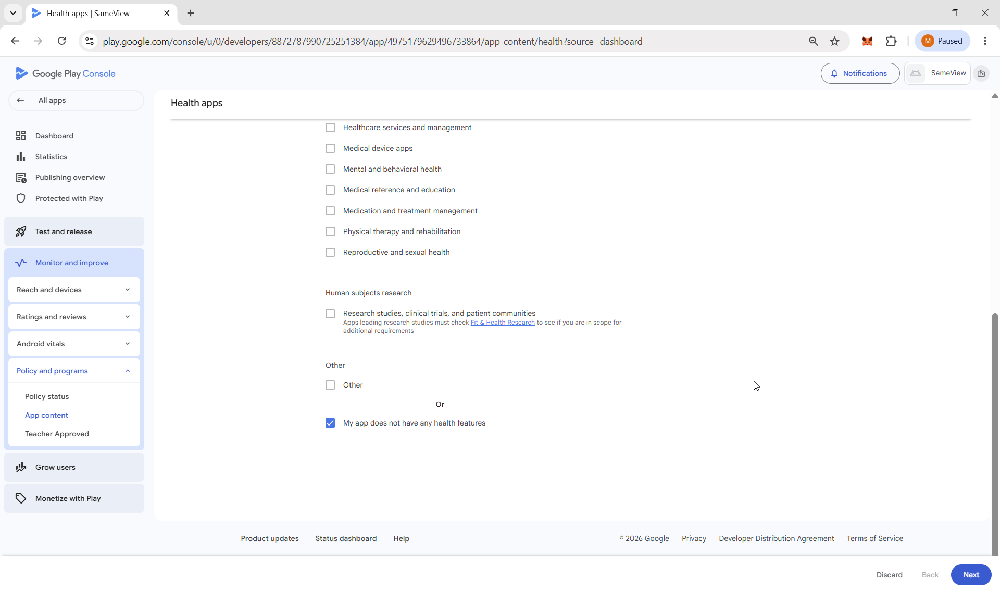 Health apps | SameView
play.google.com/console/u/0/developers/8872787990725251384/app/4975179629496733864/app-content/health?source=dashboard
M Paused
Google Play Console
Notifications
SameView
All apps
Health apps
Dashboard
Statistics
Publishing overview
Protected with Play
Test and release
Monitor and improve
Reach and devices
Ratings and reviews
Android vitals
Policy and programs
Policy status
App content
Teacher Approved
Grow users
Monetize with Play
Healthcare services and management
Medical device apps
Mental and behavioral health
Medical reference and education
Medication and treatment management
Physical therapy and rehabilitation
Reproductive and sexual health
Human subjects research
Research studies, clinical trials, and patient communities
Apps leading research studies must check Fit & Health Research to see if you are in scope for
additional requirements
Other
Other
Or
My app does not have any health features
Product updates Status dashboard Help
© 2026 Google Privacy Developer Distribution Agreement Terms of Service
Discard Back Next